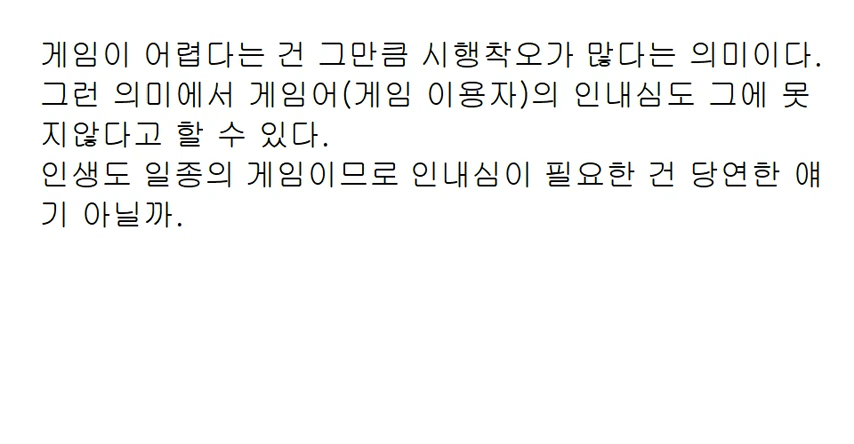 게임이 어렵다는 건 그만큼 시행착오가 많다는 의미이다.
그런 의미에서 게임어(게임 이용자)의 인내심도 그에 못
지않다고 할 수 있다.
인생도 일종의 게임이므로 인내심이 필요한 건 당연한 얘
기 아닐까.